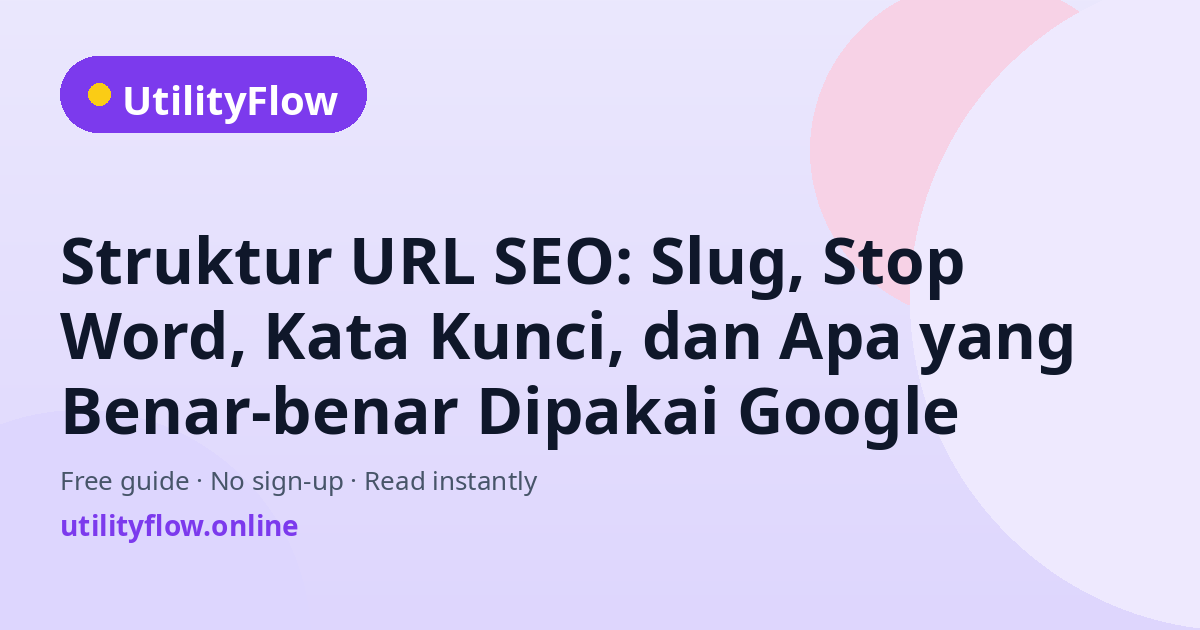 UtilityFlow
Struktur URL SEO: Slug, Stop
Word, Kata Kunci, dan Apa yang
Benar-benar Dipakai Google
Free guide · No sign-up · Read instantly
utilityflow.online